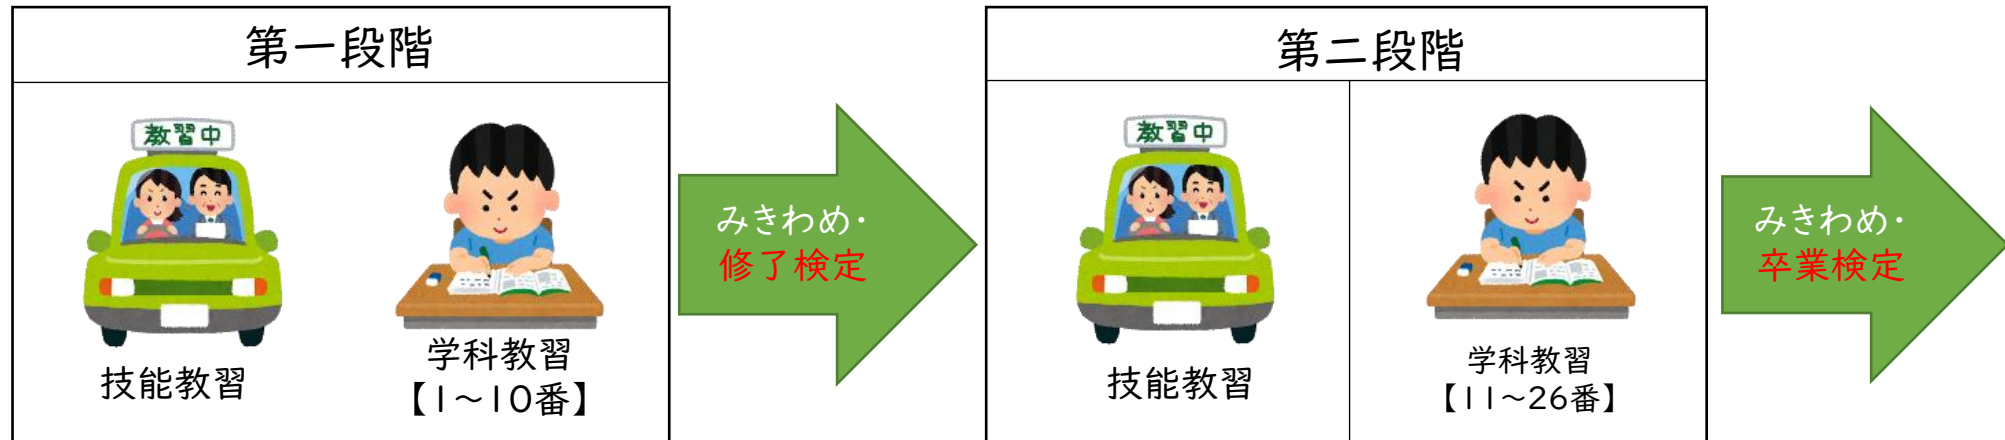 第一段階
教習中
技能教習
学科教習
【1～10番】
みきわめ・
修了検定
第二段階
教習中
技能教習
学科教習
【11～26番】
みきわめ・
卒業検定